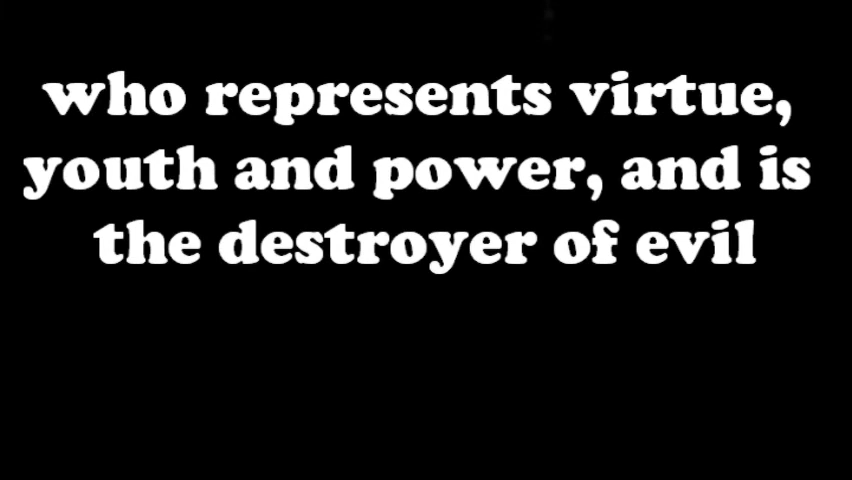 who represents virtue,
youth and power, and is
the destroyer of evil